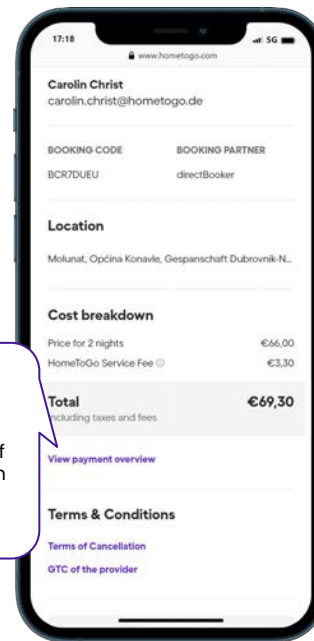 17:18
5G
www.hometogo.com
Carolin Christ
carolin.christ@hometogo.de
BOOKING CODE BOOKING PARTNER
BCR7DUEU directBooker
Location
Molunat, Općina Konavle, Gespanschaft Dubrovnik-N...
Cost breakdown
Price for 2 nights €66,00
HomeToGo Service Fee €3,30
Total €69,30
including taxes and fees
View payment overview
Terms & Conditions
Terms of Cancellation
GTC of the provider